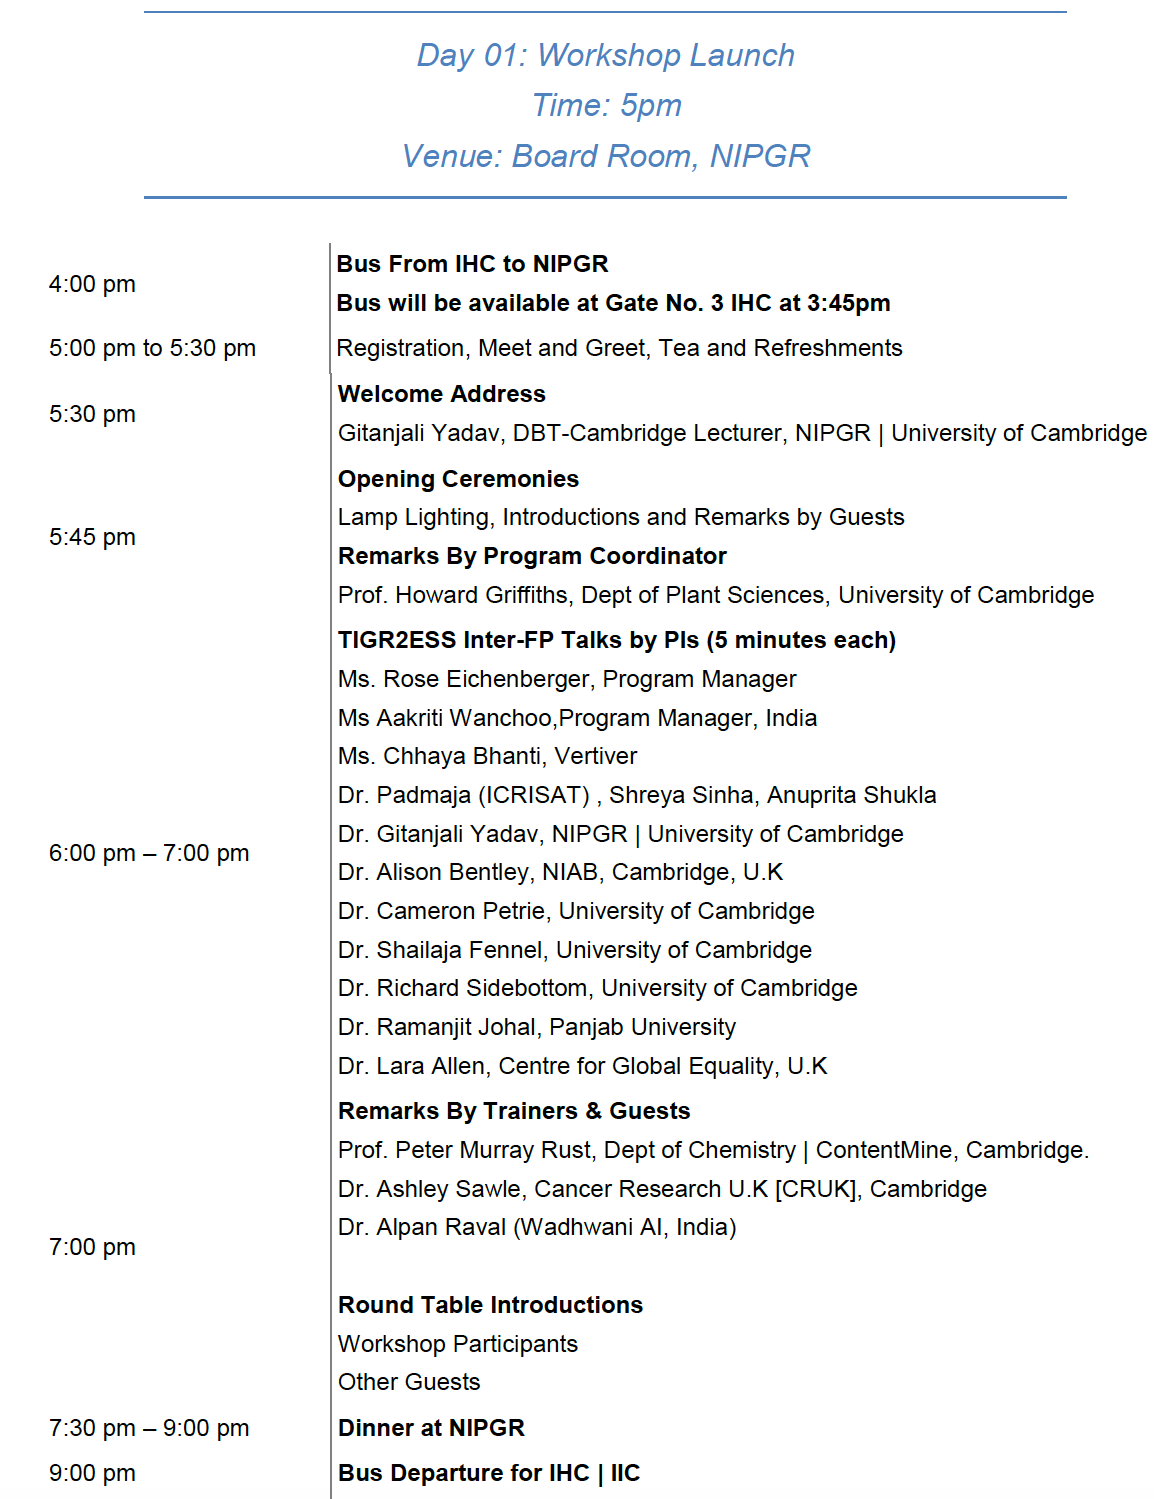 Day 01: Workshop Launch
Time: 5pm
Venue: Board Room, NIPGR
4:00 pm
Bus From IHC to NIPGR
Bus will be available at Gate No. 3 IHC at 3:45pm
5:00 pm to 5:30 pm
Registration, Meet and Greet, Tea and Refreshments
5:30 pm
Welcome Address
Gitanjali Yadav, DBT-Cambridge Lecturer, NIPGR | University of Cambridge
5:45 pm
Opening Ceremonies
Lamp Lighting, Introductions and Remarks by Guests
Remarks By Program Coordinator
Prof. Howard Griffiths, Dept of Plant Sciences, University of Cambridge
6:00 pm – 7:00 pm
TIGR2ESS Inter-FP Talks by PIs (5 minutes each)
Ms. Rose Eichenberger, Program Manager
Ms Aakriti Wanchoo,Program Manager, India
Ms. Chhaya Bhanti, Vertiver
Dr. Padmaja (ICRISAT) , Shreya Sinha, Anuprita Shukla
Dr. Gitanjali Yadav, NIPGR | University of Cambridge
Dr. Alison Bentley, NIAB, Cambridge, U.K
Dr. Cameron Petrie, University of Cambridge
Dr. Shailaja Fennel, University of Cambridge
Dr. Richard Sidebottom, University of Cambridge
Dr. Ramanjit Johal, Panjab University
Dr. Lara Allen, Centre for Global Equality, U.K
7:00 pm
Remarks By Trainers & Guests
Prof. Peter Murray Rust, Dept of Chemistry | ContentMine, Cambridge.
Dr. Ashley Sawle, Cancer Research U.K [CRUK], Cambridge
Dr. Alpan Raval (Wadhwani AI, India)
Round Table Introductions
Workshop Participants
Other Guests
7:30 pm – 9:00 pm
Dinner at NIPGR
9:00 pm
Bus Departure for IHC | IIC